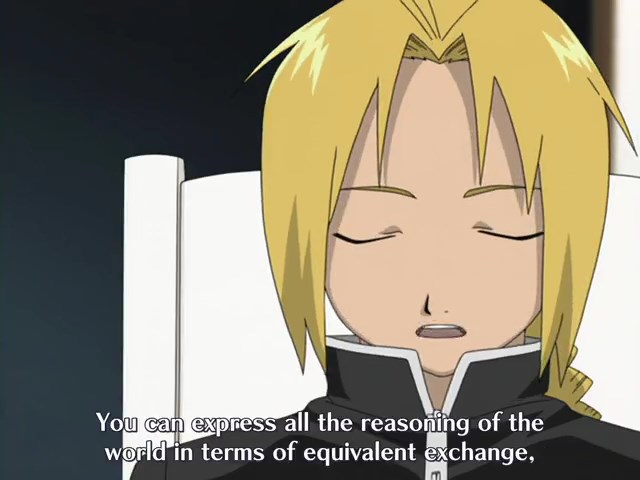 You can express all the reasoning of the
world in terms of equivalent exchange,